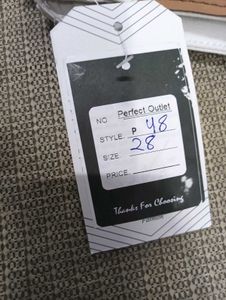 NO. Perfect Outlet
STYLE. P 48
SIZE. 28
PRICE.
Thanks For Choosing